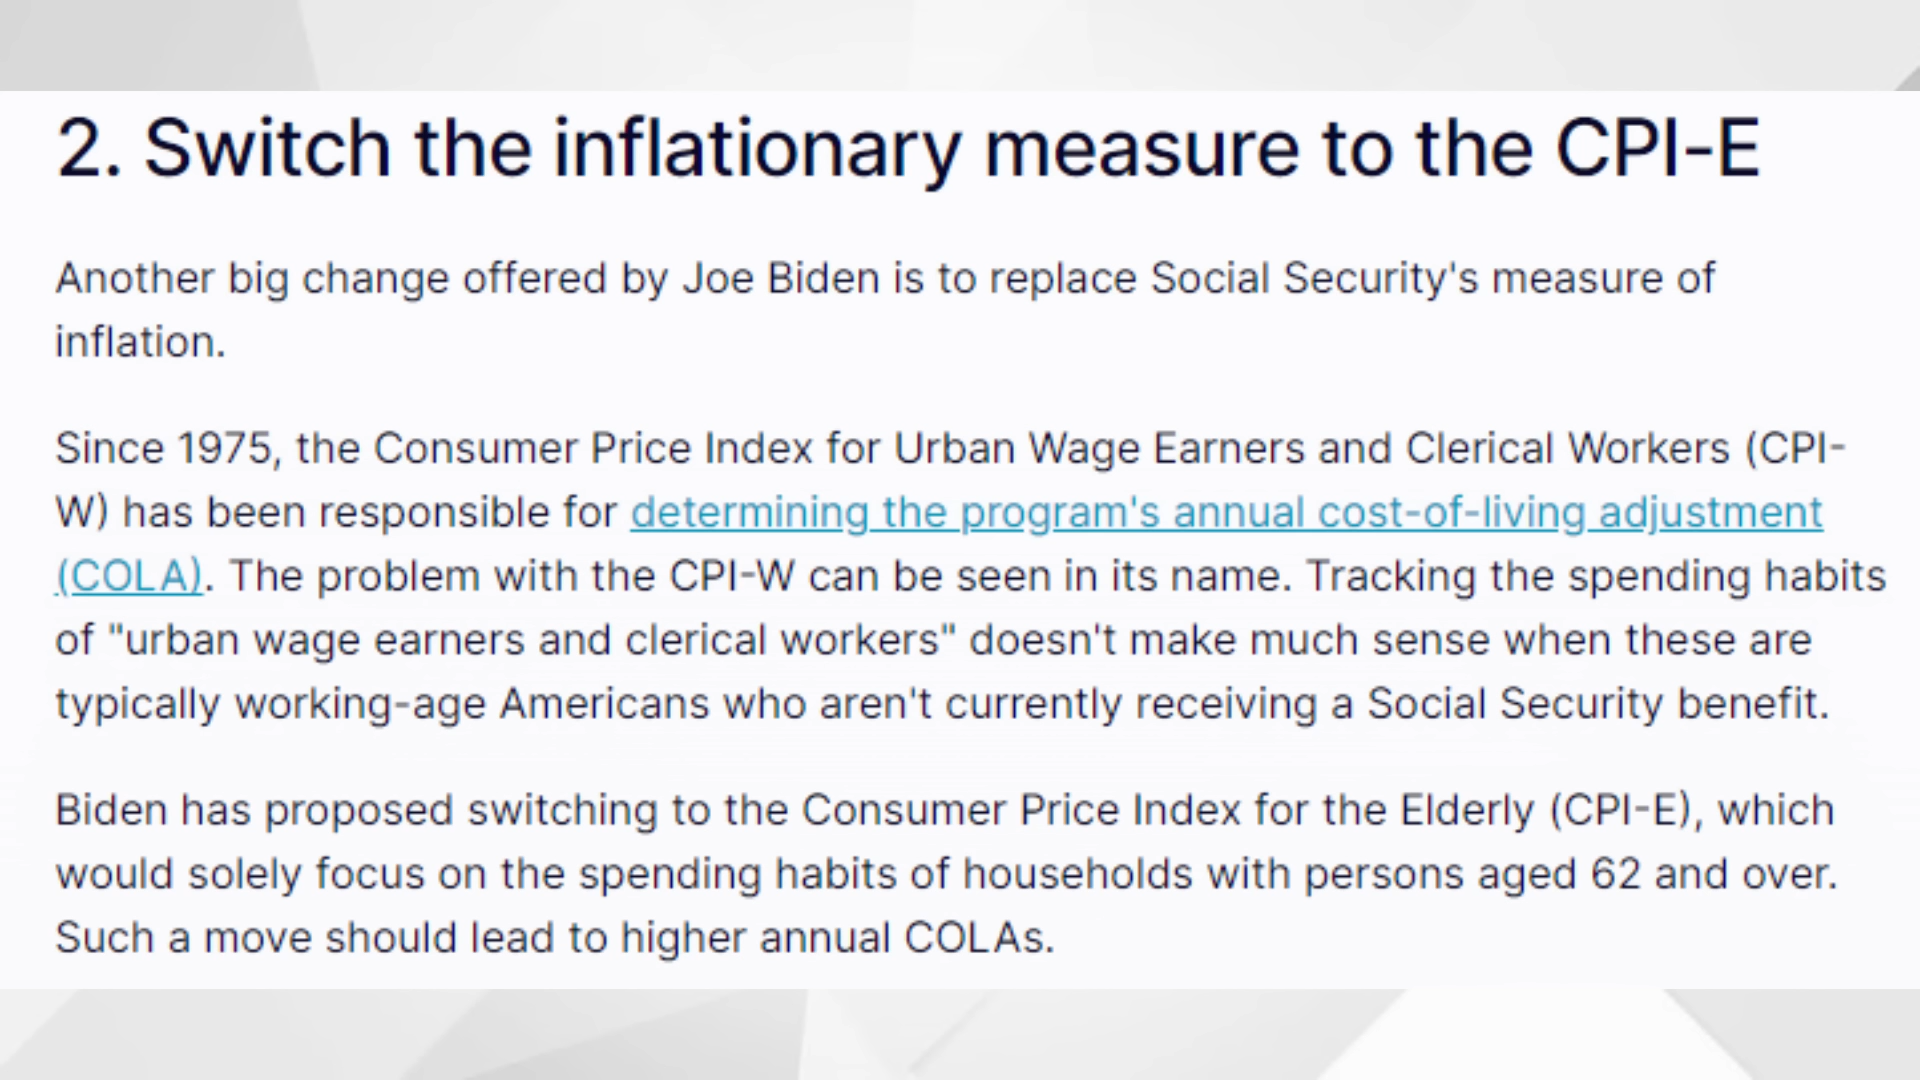 2. Switch the inflationary measure to the CPI-E
Another big change offered by Joe Biden is to replace Social Security's measure of
inflation.
Since 1975, the Consumer Price Index for Urban Wage Earners and Clerical Workers (CPI-
W) has been responsible for determining the program's annual cost-of-living adjustment
(COLA). The problem with the CPI-W can be seen in its name. Tracking the spending habits
of "urban wage earners and clerical workers" doesn't make much sense when these are
typically working-age Americans who aren't currently receiving a Social Security benefit.
Biden has proposed switching to the Consumer Price Index for the Elderly (CPI-E), which
would solely focus on the spending habits of households with persons aged 62 and over.
Such a move should lead to higher annual COLAs.